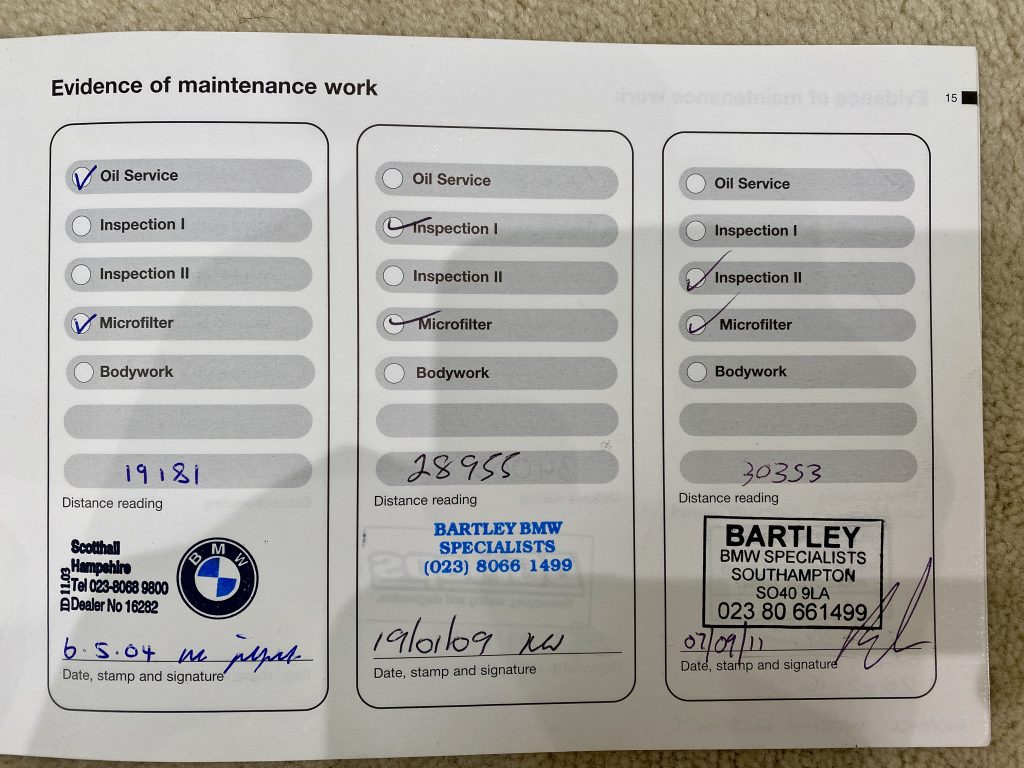 Evidence of maintenance work
15
Oil Service
Inspection I
Inspection II
Microfilter
Bodywork
19181
Distance reading
Scotthall
Hampshire
Tel 023-8068 9800
Dealer No 16282
ID 11.03
BMW
6.5.04
Date, stamp and signature
Oil Service
Inspection I
Inspection II
Microfilter
Bodywork
28955
Distance reading
BARTLEY BMW
SPECIALISTS
(023) 8066 1499
19/01/09
Date, stamp and signature
Oil Service
Inspection I
Inspection II
Microfilter
Bodywork
30353
Distance reading
BARTLEY
BMW SPECIALISTS
SOUTHAMPTON
SO40 9LA
023 80 661499
07/09/11
Date, stamp and signature